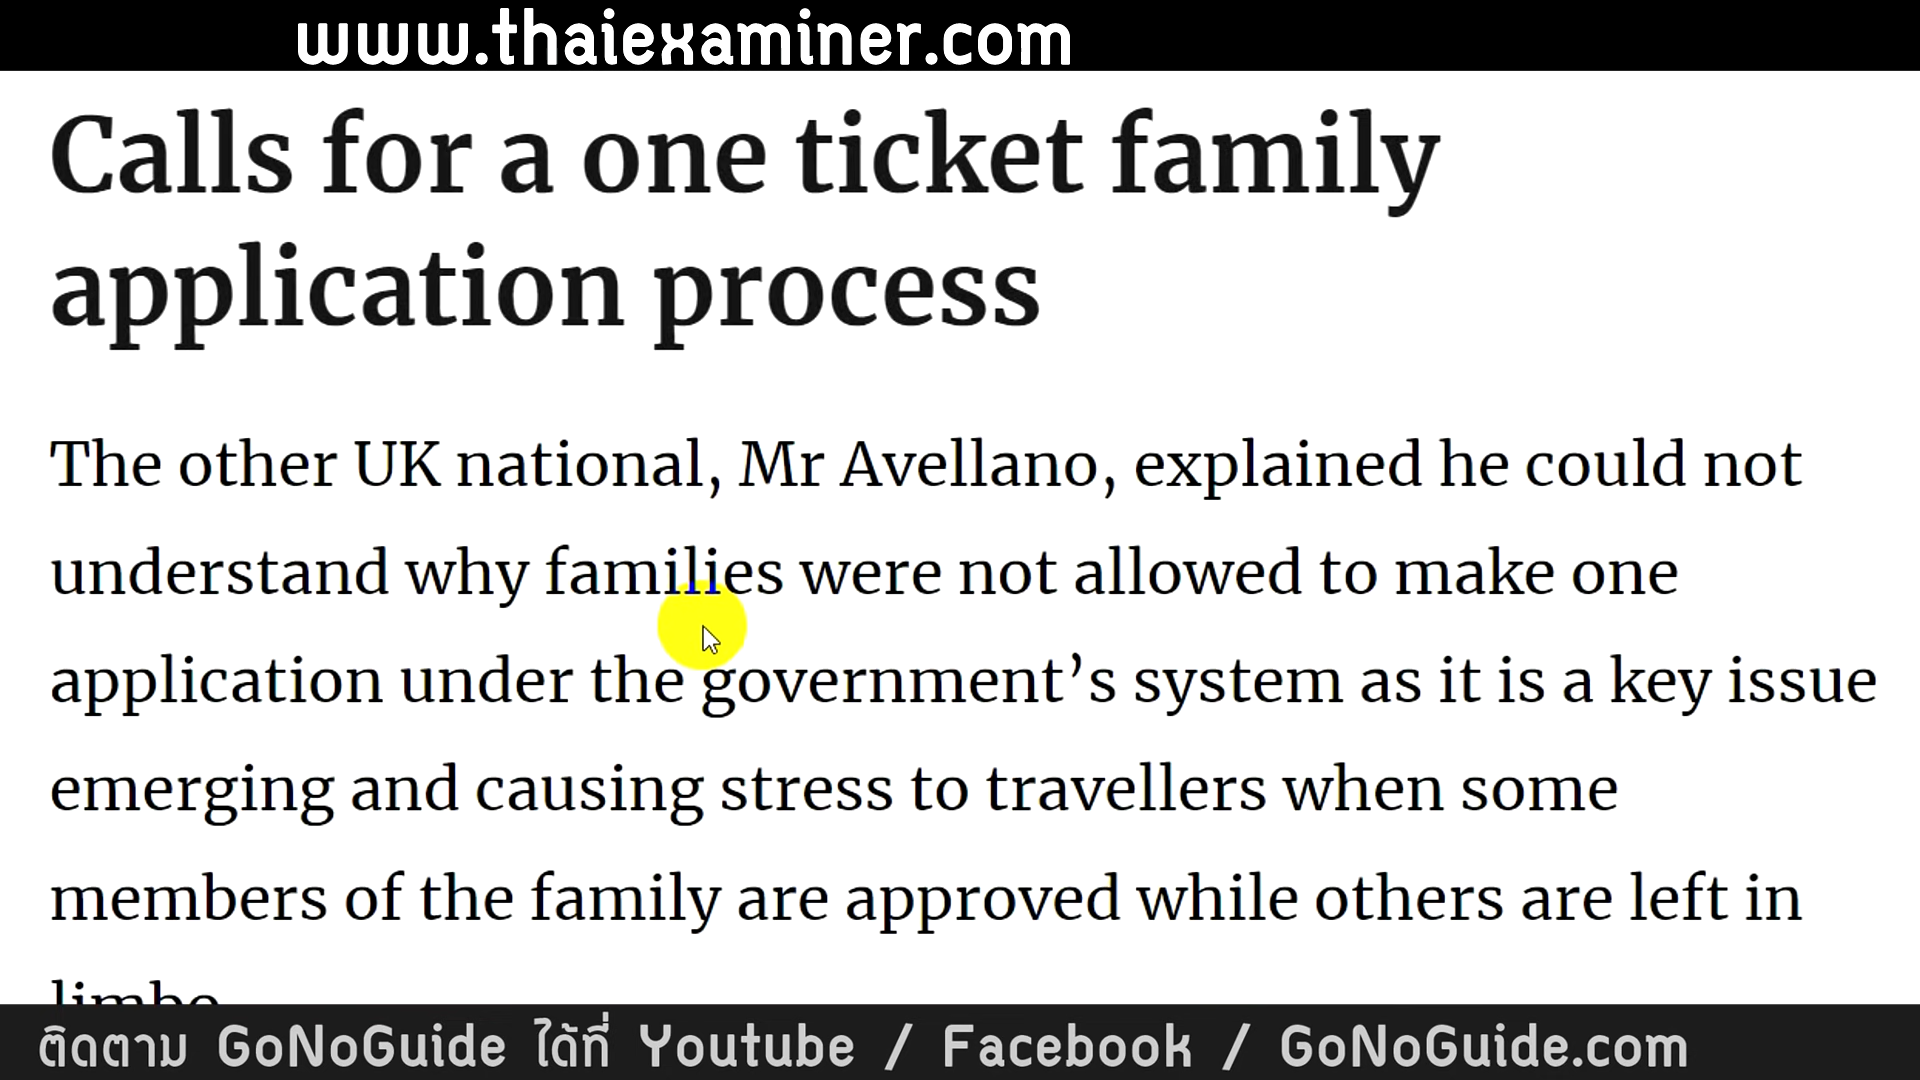 www.thaiexaminer.com
Calls for a one ticket family
application process
The other UK national, Mr Avellano, explained he could not
understand why families were not allowed to make one
application under the government’s system as it is a key issue
emerging and causing stress to travellers when some
members of the family are approved while others are left in
limbo
ติดตาม GoNoGuide ได้ที่ Youtube / Facebook / GoNoGuide.com